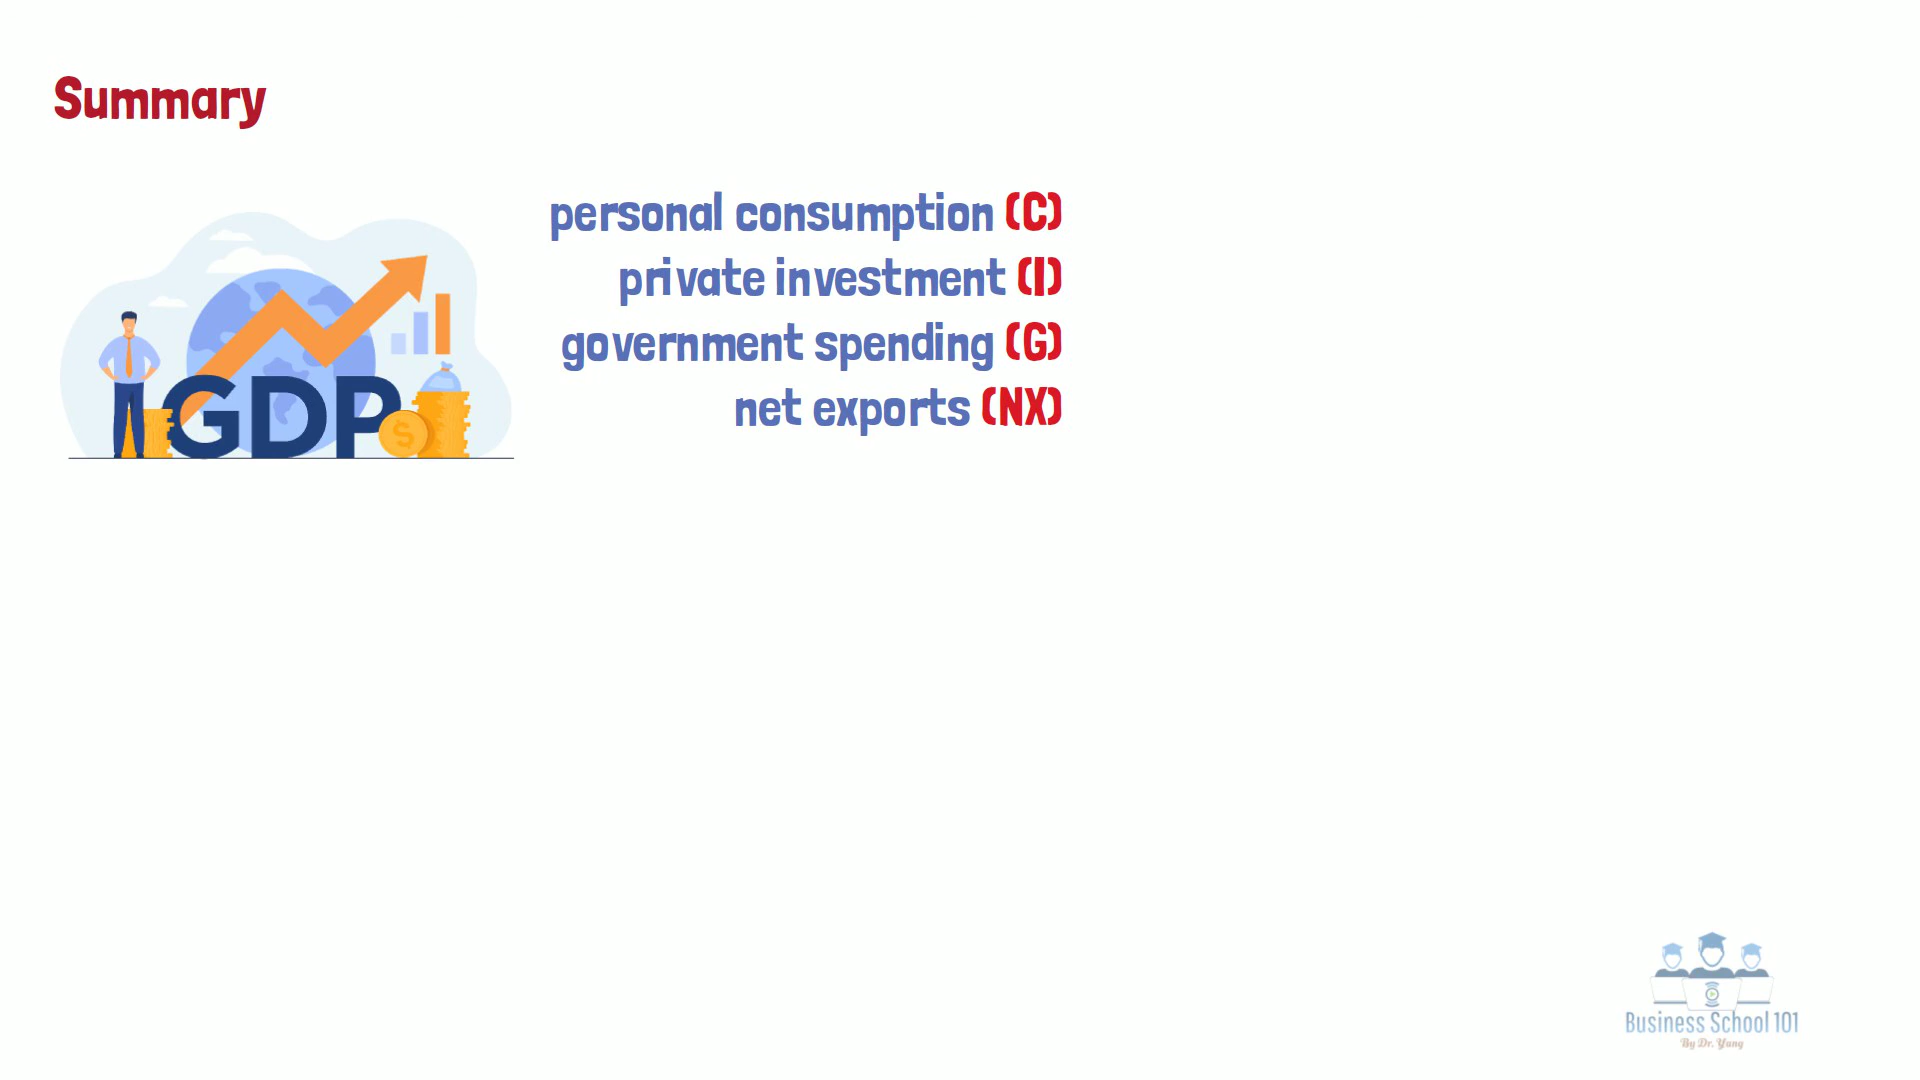 Summary
personal consumption (C)
private investment (I)
government spending (G)
net exports (NX)
GDP
$
Business School 101
By Dr. Yang